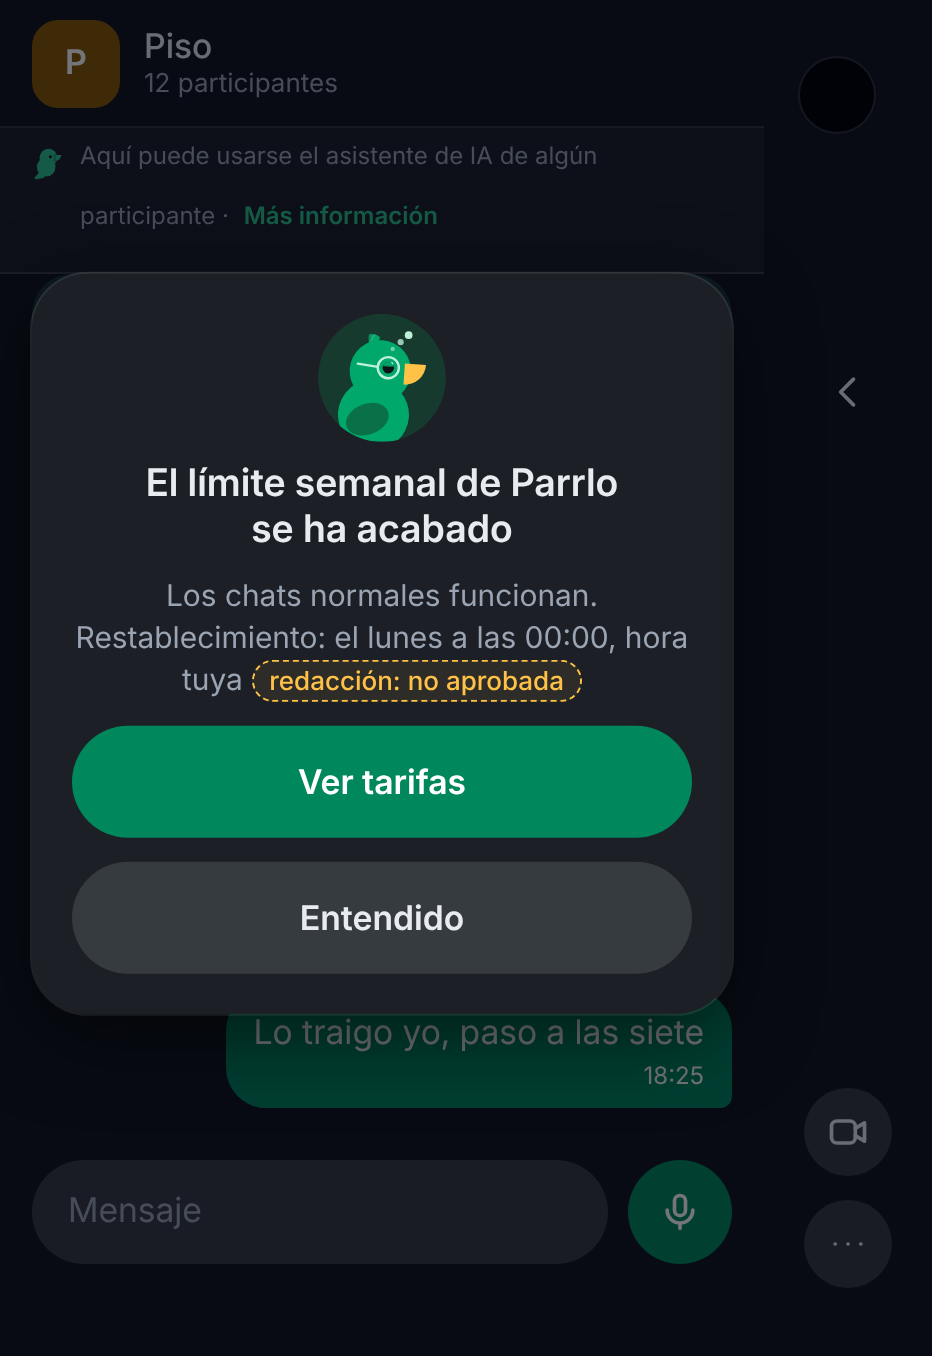 P
Piso
12 participantes
Aquí puede usarse el asistente de IA de algún
participante · Más información
El límite semanal de Parrlo
se ha acabado
Los chats normales funcionan.
Restablecimiento: el lunes a las 00:00, hora
tuya redacción: no aprobada
Ver tarifas
Entendido
Lo traigo yo, paso a las siete
18:25
Mensaje